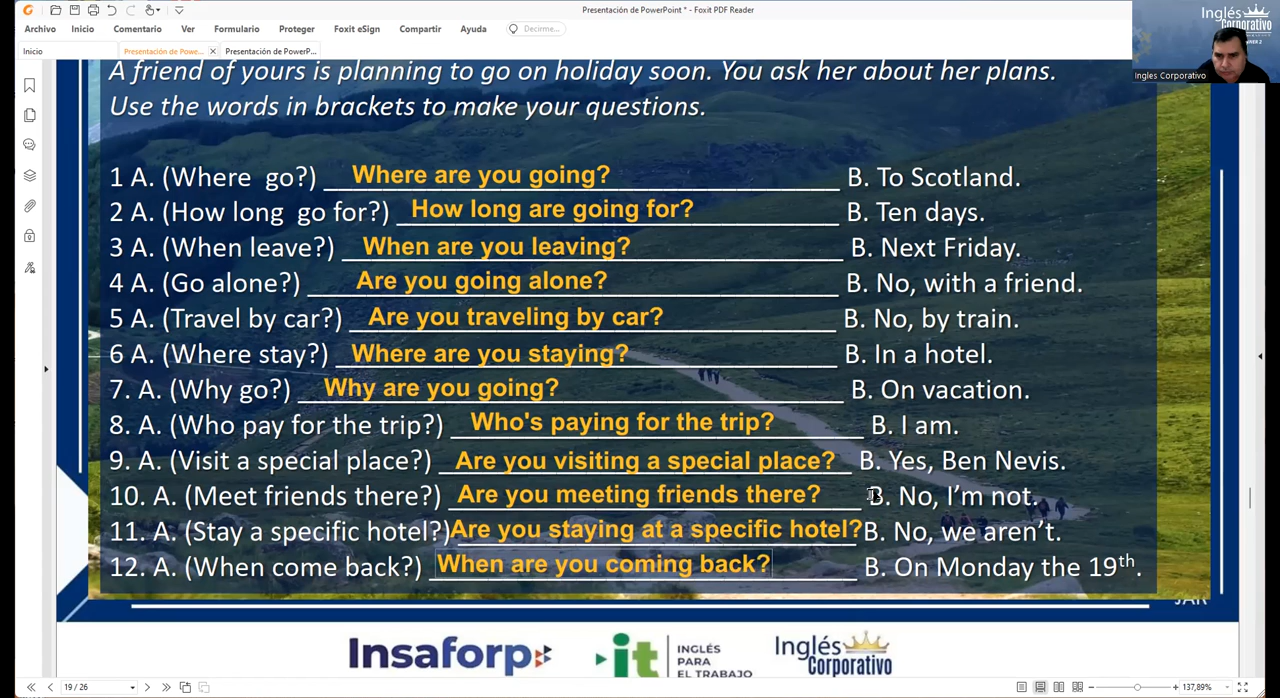 Presentación de PowerPoint * - Foxit PDF Reader
Archivo Inicio Comentario Ver Formulario Proteger Foxit eSign Compartir Ayuda Decirme...
Inicio Presentación de Powe... Presentación de PowerP...
Inglés
Corporativo
Ingles Corporativo
A friend of yours is planning to go on holiday soon. You ask her about her plans.
Use the words in brackets to make your questions.
1 A. (Where go?) Where are you going? B. To Scotland.
2 A. (How long go for?) How long are going for? B. Ten days.
3 A. (When leave?) When are you leaving? B. Next Friday.
4 A. (Go alone?) Are you going alone? B. No, with a friend.
5 A. (Travel by car?) Are you traveling by car? B. No, by train.
6 A. (Where stay?) Where are you staying? B. In a hotel.
7. A. (Why go?) Why are you going? B. On vacation.
8. A. (Who pay for the trip?) Who's paying for the trip? B. I am.
9. A. (Visit a special place?) Are you visiting a special place? B. Yes, Ben Nevis.
10. A. (Meet friends there?) Are you meeting friends there? B. No, I'm not.
11. A. (Stay a specific hotel?) Are you staying at a specific hotel? B. No, we aren't.
12. A. (When come back?) When are you coming back? B. On Monday the 19th.
JAR
Insaforp
it INGLÉS
PARA
EL TRABAJO
Inglés
Corporativo
19 / 26
137,89%